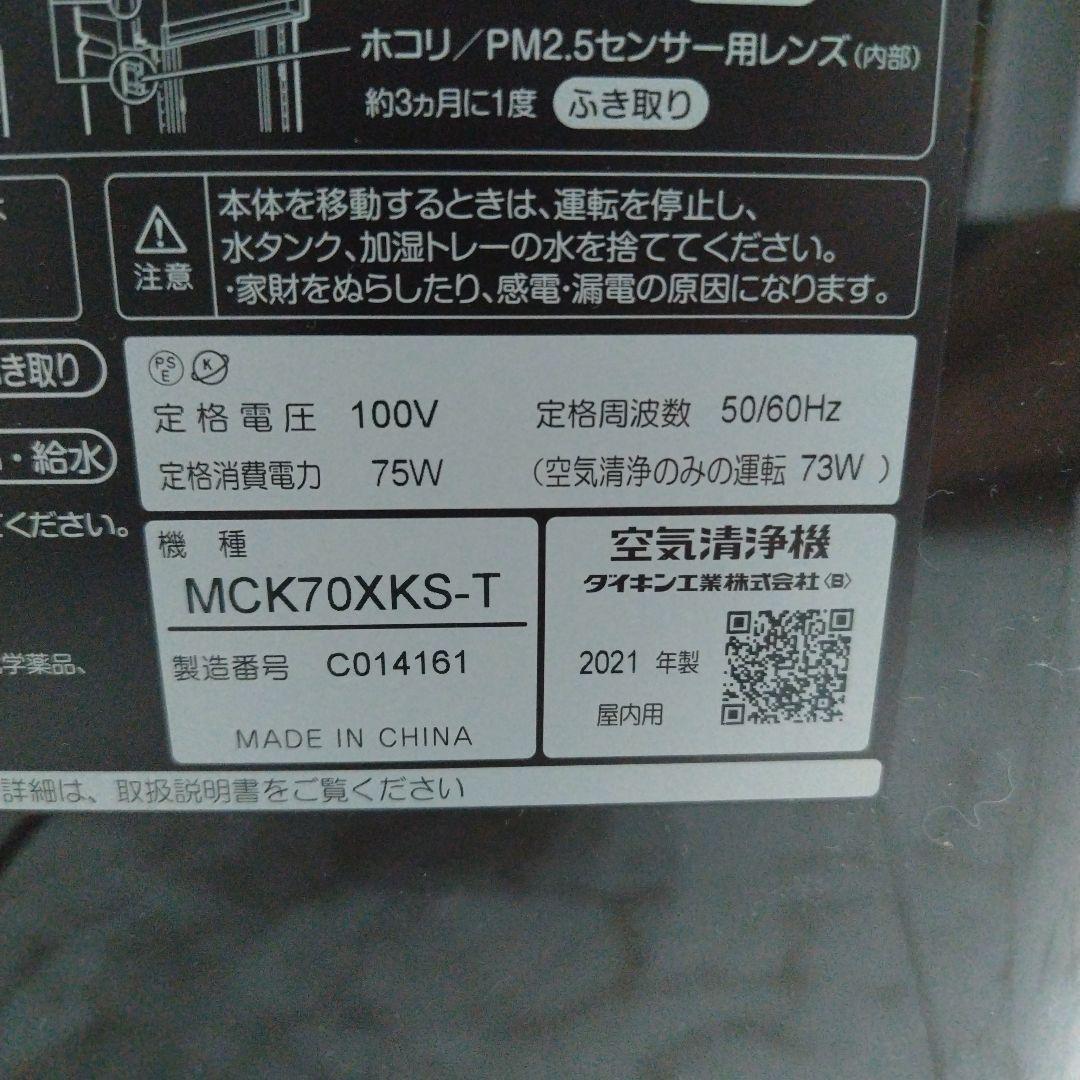 ホコリ/PM2.5センサー用レンズ(内部)
約3ヵ月に1度 ふき取り
注意
本体を移動するときは、運転を停止し、
水タンク、加湿トレーの水を捨ててください。
・家財をぬらしたり、感電・漏電の原因になります。
き取り
・給水
ください。
学薬品、
PSE K
定格電圧 100V 定格周波数 50/60Hz
定格消費電力 75W (空気清浄のみの運転 73W )
機 種
MCK70XKS-T
製造番号 C014161
MADE IN CHINA
空気清浄機
ダイキン工業株式会社〈B〉
2021 年製
屋内用
詳細は、取扱説明書をご覧ください